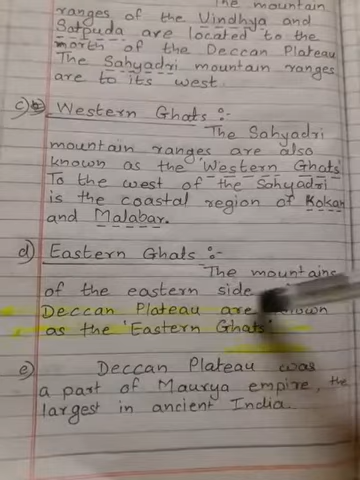 The mountain
ranges of the Vindhya and
Satpuda are located to the
north of the Deccan Plateau
The Sahyadri mountain ranges
are to its west.
c) Western Ghats :-
The Sahyadri
mountain ranges are also
known as the 'Western Ghats'
To the west of the Sahyadri
is the coastal region of Kokan
and Malabar.
d) Eastern Ghats :-
The mountains
of the eastern side
Deccan Plateau are
as the 'Eastern Ghats'
e) Deccan Plateau was
a part of Maurya empire, the
largest in ancient India.